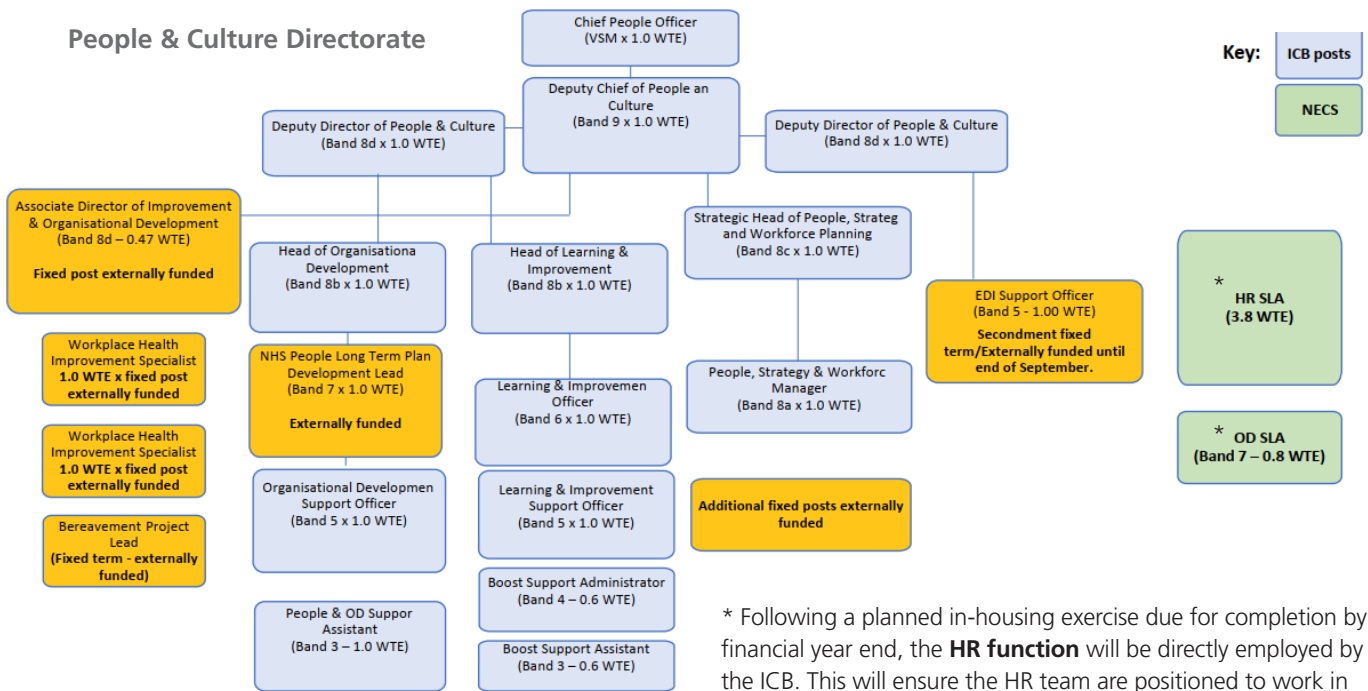 People & Culture Directorate
Chief People Officer
(VSM x 1.0 WTE)
Key:
ICB posts
NECS
Deputy Chief of People an
Culture
(Band 9 x 1.0 WTE)
Deputy Director of People & Culture
(Band 8d x 1.0 WTE)
Deputy Director of People & Culture
(Band 8d x 1.0 WTE)
Associate Director of Improvement
& Organisational Development
(Band 8d – 0.47 WTE)
Fixed post externally funded
Head of Organisationa
Development
(Band 8b x 1.0 WTE)
Head of Learning &
Improvement
(Band 8b x 1.0 WTE)
Strategic Head of People, Strateg
and Workforce Planning
(Band 8c x 1.0 WTE)
EDI Support Officer
(Band 5 - 1.00 WTE)
Secondment fixed
term/Externally funded until
end of September.
*
HR SLA
(3.8 WTE)
Workplace Health
Improvement Specialist
1.0 WTE x fixed post
externally funded
NHS People Long Term Plan
Development Lead
(Band 7 x 1.0 WTE)
Externally funded
Learning & Improvemen
Officer
(Band 6 x 1.0 WTE)
People, Strategy & Workforc
Manager
(Band 8a x 1.0 WTE)
* OD SLA
(Band 7 – 0.8 WTE)
Workplace Health
Improvement Specialist
1.0 WTE x fixed post
externally funded
Organisational Developmen
Support Officer
(Band 5 x 1.0 WTE)
Learning & Improvement
Support Officer
(Band 5 x 1.0 WTE)
Additional fixed posts externally
funded
Bereavement Project
Lead
(Fixed term - externally
funded)
People & OD Suppor
Assistant
(Band 3 – 1.0 WTE)
Boost Support Administrator
(Band 4 – 0.6 WTE)
Boost Support Assistant
(Band 3 – 0.6 WTE)
* Following a planned in-housing exercise due for completion by
financial year end, the HR function will be directly employed by
the ICB. This will ensure the HR team are positioned to work in